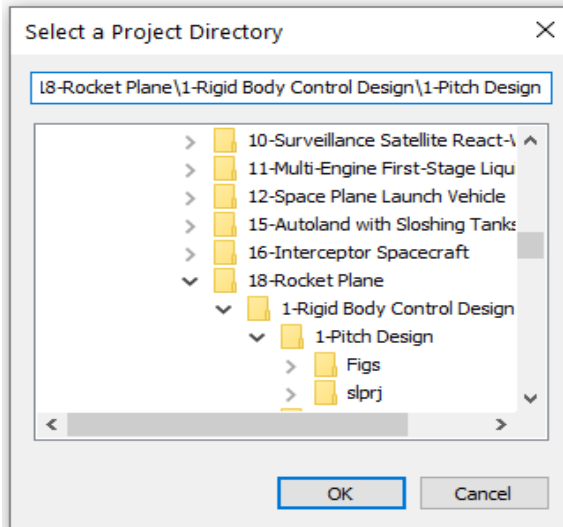 Select a Project Directory
18-Rocket Plane\1-Rigid Body Control Design\1-Pitch Design
10-Surveillance Satellite React-
11-Multi-Engine First-Stage Liqu
12-Space Plane Launch Vehicle
15-Autoland with Sloshing Tanks
16-Interceptor Spacecraft
18-Rocket Plane
1-Rigid Body Control Design
1-Pitch Design
Figs
slprj
OK
Cancel